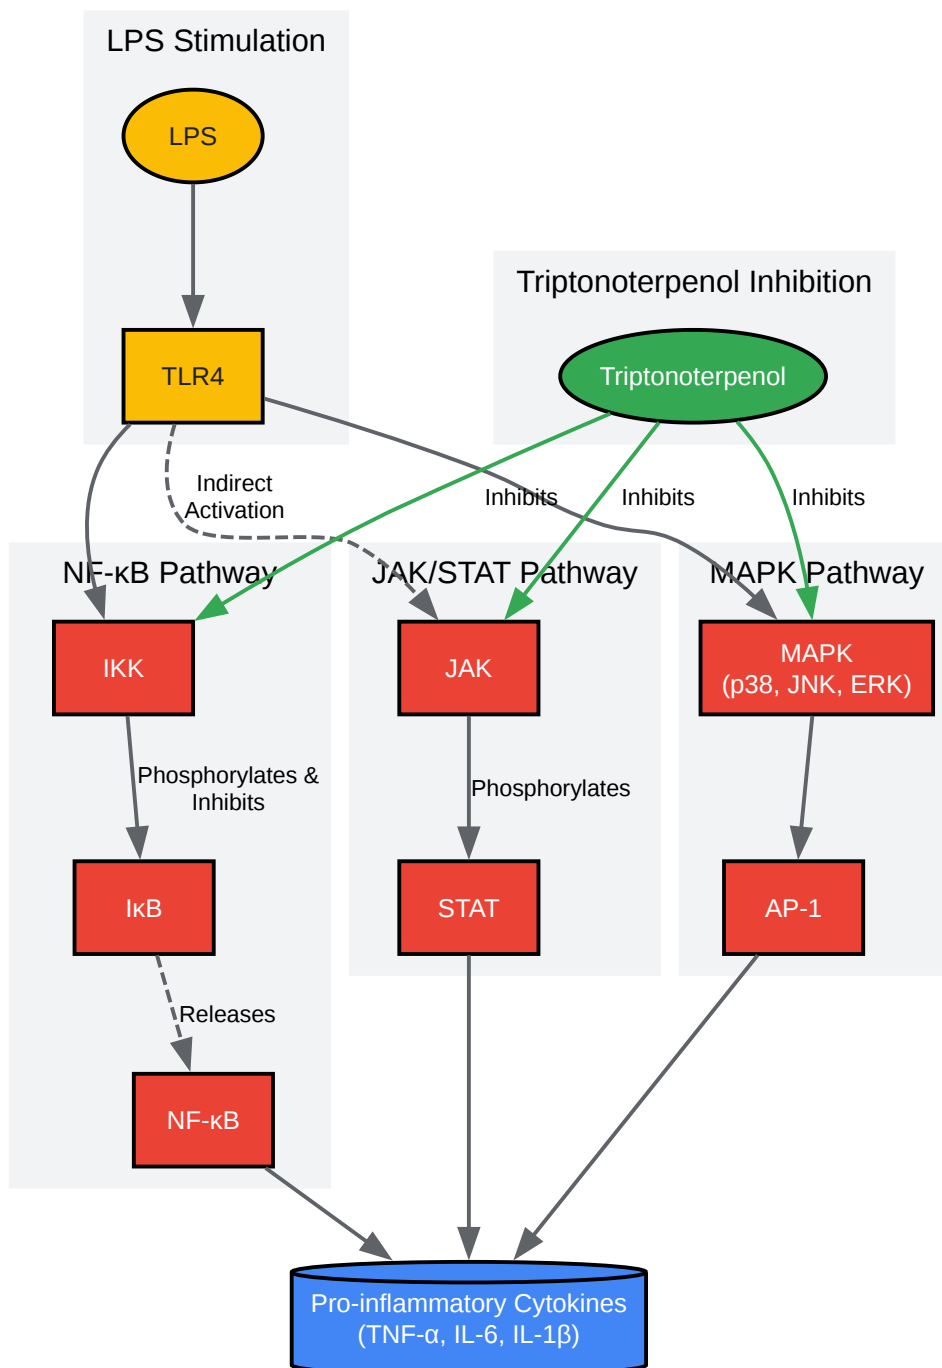 LPS Stimulation
LPS
Triptonoterpenol Inhibition
TLR4
Triptonoterpenol
Indirect
Activation
Inhibits
Inhibits
Inhibits
NF-κB Pathway
JAK/STAT Pathway
MAPK Pathway
IKK
JAK
MAPK
(p38, JNK, ERK)
Phosphorylates &
Inhibits
Phosphorylates
IκB
STAT
AP-1
Releases
NF-κB
Pro-inflammatory Cytokines
(TNF-α, IL-6, IL-1β)